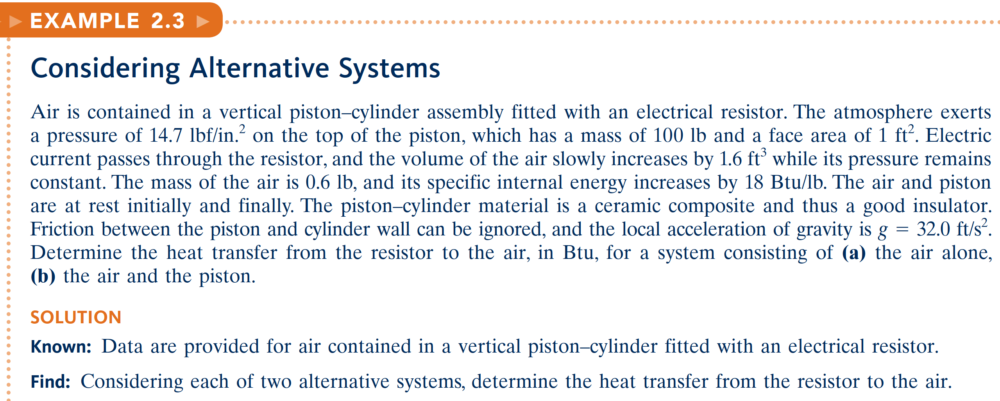 EXAMPLE 2.3
Considering Alternative Systems
Air is contained in a vertical piston–cylinder assembly fitted with an electrical resistor. The atmosphere exerts
a pressure of 14.7 lbf/in.² on the top of the piston, which has a mass of 100 lb and a face area of 1 ft². Electric
current passes through the resistor, and the volume of the air slowly increases by 1.6 ft³ while its pressure remains
constant. The mass of the air is 0.6 lb, and its specific internal energy increases by 18 Btu/lb. The air and piston
are at rest initially and finally. The piston–cylinder material is a ceramic composite and thus a good insulator.
Friction between the piston and cylinder wall can be ignored, and the local acceleration of gravity is g = 32.0 ft/s².
Determine the heat transfer from the resistor to the air, in Btu, for a system consisting of (a) the air alone,
(b) the air and the piston.
SOLUTION
Known: Data are provided for air contained in a vertical piston–cylinder fitted with an electrical resistor.
Find: Considering each of two alternative systems, determine the heat transfer from the resistor to the air.